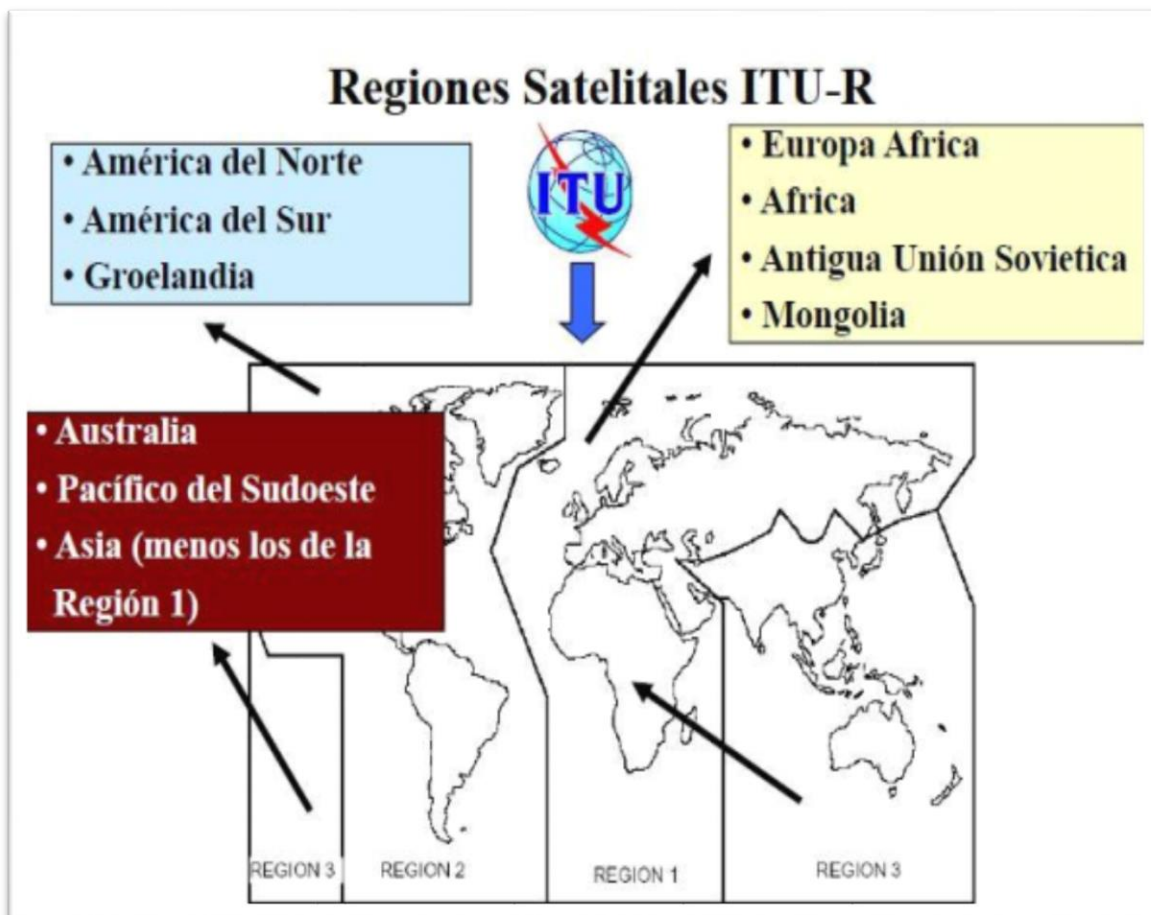 Regiones Satelitales ITU-R
• América del Norte
• América del Sur
• Groelandia
ITU
• Europa Africa
• Africa
• Antigua Unión Sovietica
• Mongolia
• Australia
• Pacífico del Sudoeste
• Asia (menos los de la
Región 1)
REGION 3
REGION 2
REGION 1
REGION 3